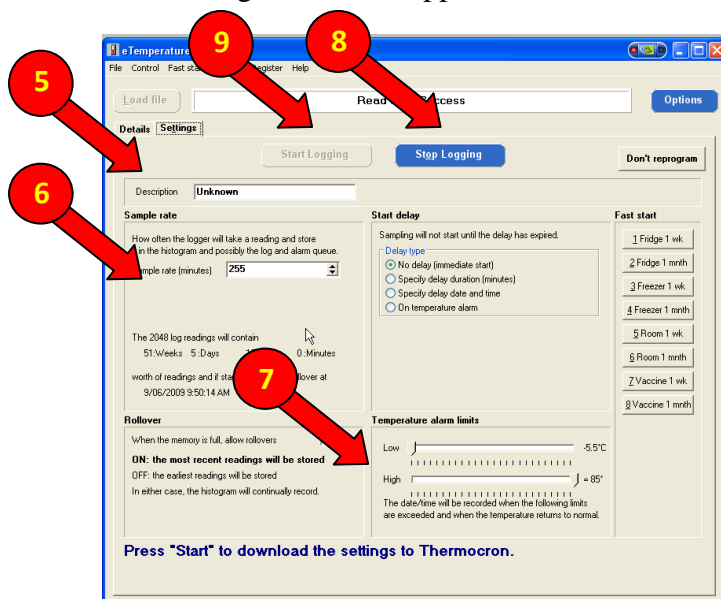 9
8
eTemperature
File Control Fast Register Help
5
Load file
Read
Options
Details Settings
Start Logging
Stop Logging
Don't reprogram
6
Description Unknown
Sample rate
How often the logger will take a reading and store
in the histogram and possibly the log and alarm queue.
rate (minutes) 255
The 2048 log readings will contain
51:Weeks 5 :Days 0 :Minutes
worth of readings and if at
9/06/2009 9:50:14 AM
Start delay
Sampling will not start until the delay has expired.
Delay type
No delay (immediate start)
Specify delay duration (minutes)
Specify delay date and time
On temperature alarm
Fast start
1 Fridge 1 wk
2 Fridge 1 mnth
3 Freezer 1 wk
4 Freezer 1 mnth
5 Room 1 wk
6 Room 1 mnth
7 Vaccine 1 wk
8 Vaccine 1 mnth
7
Rollover
When the memory is full, allow rollovers
ON: the most recent readings will be stored
OFF: the earliest readings will be stored
In either case, the histogram will continually record.
Temperature alarm limits
Low -5.5°C
High = 85°
The date/time will be recorded when the following limits
are exceeded and when the temperature returns to normal.
Press "Start" to download the settings to Thermocron.